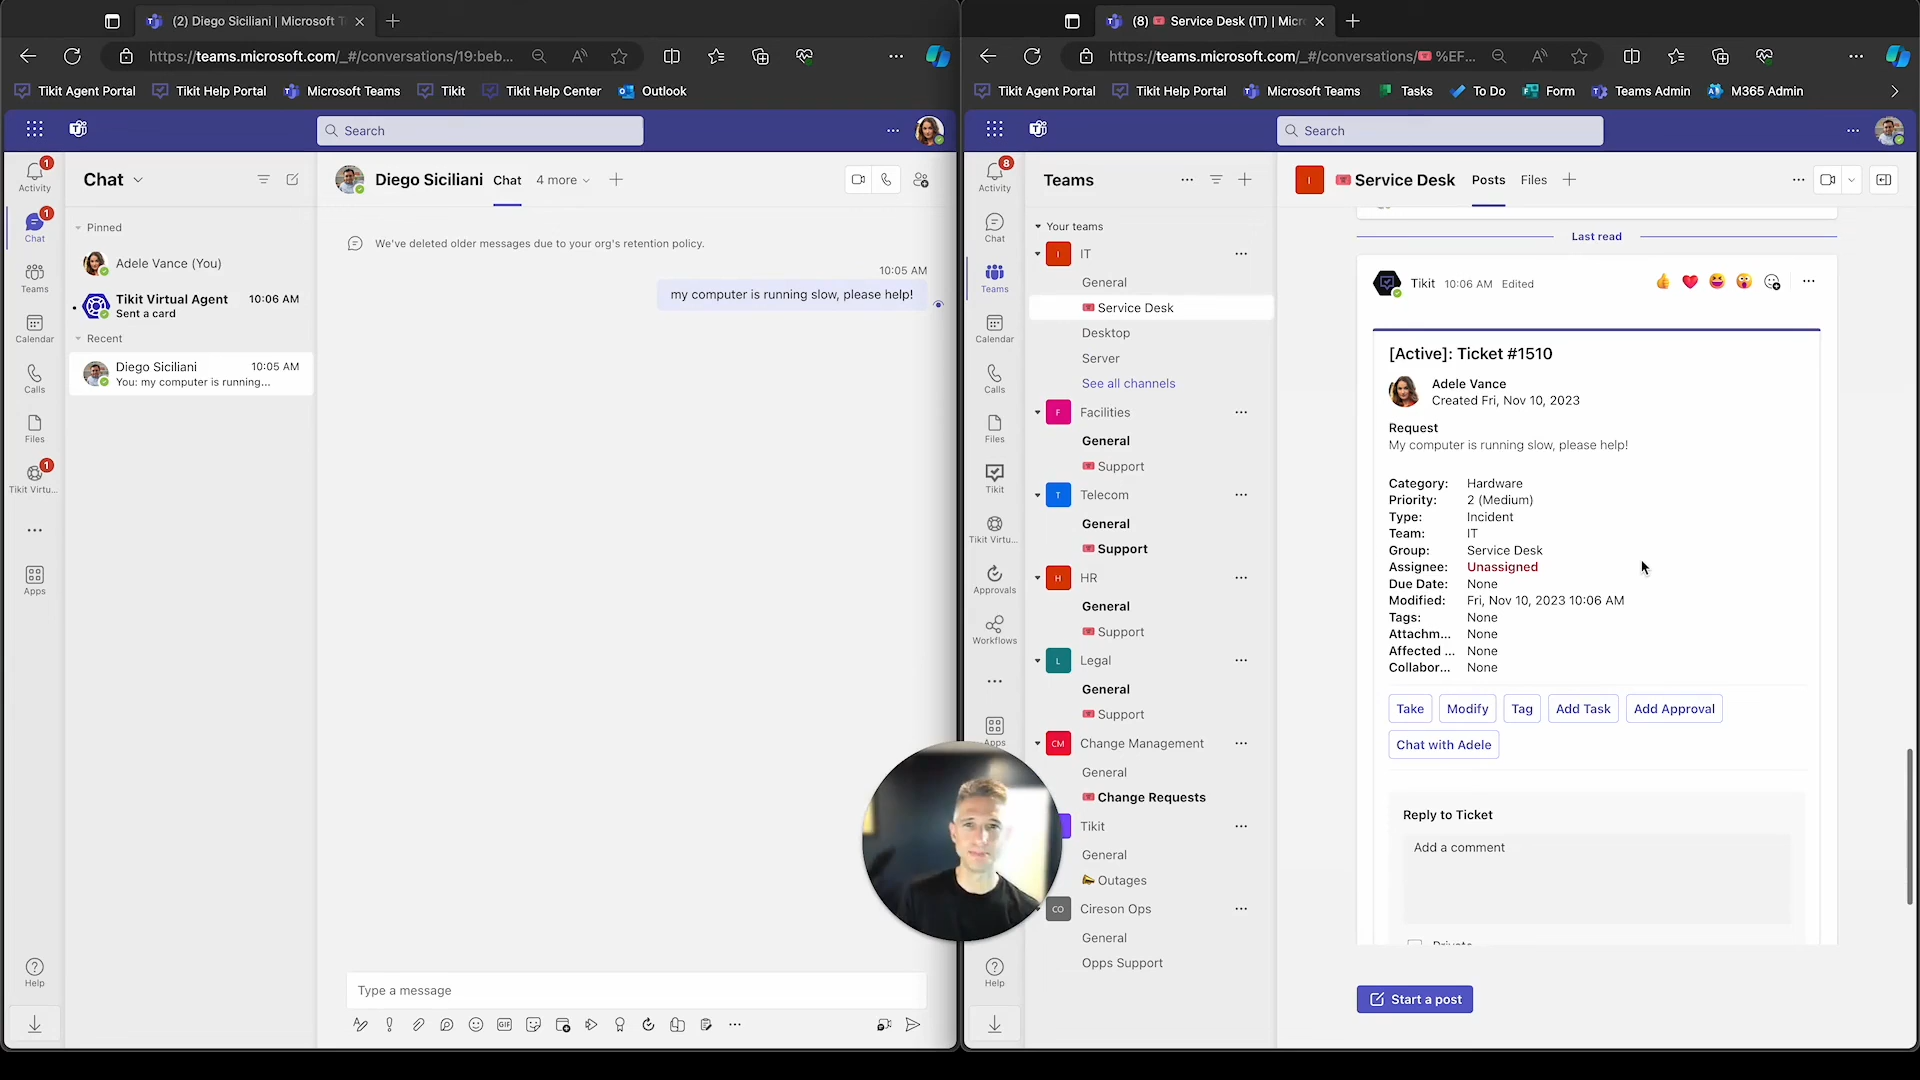 (2) Diego Siciliani | Microsoft T
https://teams.microsoft.com/_#/conversations/19:beb...
Tikit Agent Portal
Tikit Help Portal
Microsoft Teams
Tikit
Tikit Help Center
Outlook
Search
1
Activity
1
Chat
Teams
Calendar
Calls
Files
1
Tikit Virtu...
Apps
Help
Chat
Pinned
Adele Vance (You)
Tikit Virtual Agent 10:06 AM
Sent a card
Recent
Diego Siciliani 10:05 AM
You: my computer is running...
Diego Siciliani
Chat
4 more
We've deleted older messages due to your org's retention policy.
10:05 AM
my computer is running slow, please help!
Type a message
GIF
(8) Service Desk (IT) | Micr
https://teams.microsoft.com/_#/conversations/ %EF...
Tikit Agent Portal
Tikit Help Portal
Microsoft Teams
Tasks
To Do
Form
Teams Admin
M365 Admin
Search
8
Activity
Chat
Teams
Calendar
Calls
Files
Tikit
Tikit Virtu...
Approvals
Workflows
Apps
Help
Teams
Your teams
I IT
General
Service Desk
Desktop
Server
See all channels
F Facilities
General
Support
T Telecom
General
Support
H HR
General
Support
L Legal
General
Support
CM Change Management
General
Change Requests
Tikit
General
Outages
CO Cireson Ops
General
Opps Support
I
Service Desk
Posts
Files
Last read
Tikit 10:06 AM Edited
[Active]: Ticket #1510
Adele Vance
Created Fri, Nov 10, 2023
Request
My computer is running slow, please help!
Category: Hardware
Priority: 2 (Medium)
Type: Incident
Team: IT
Group: Service Desk
Assignee: Unassigned
Due Date: None
Modified: Fri, Nov 10, 2023 10:06 AM
Tags: None
Attachm... None
Affected ... None
Collabor... None
Take
Modify
Tag
Add Task
Add Approval
Chat with Adele
Reply to Ticket
Add a comment
Private
Start a post